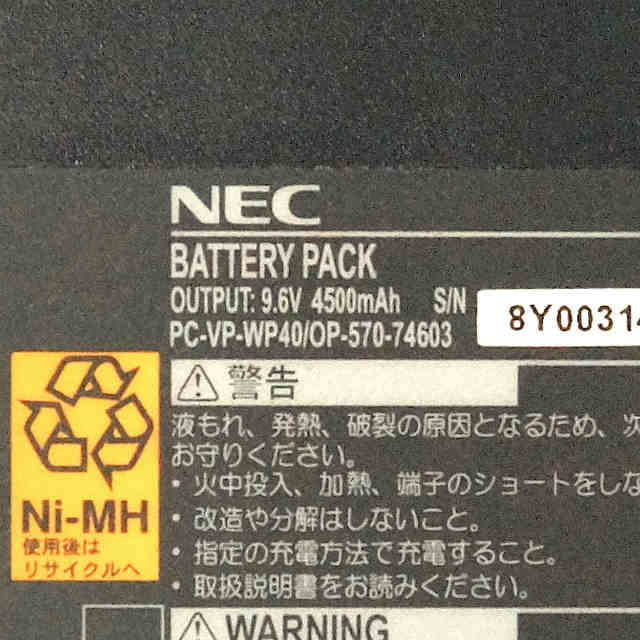 NEC
BATTERY PACK
OUTPUT: 9.6V 4500mAh S/N 8Y00314
PC-VP-WP40/OP-570-74603
警告
液もれ、発熱、破裂の原因となるため、次
お守りください。
・火中投入、加熱、端子のショートをしな
・改造や分解はしないこと。
・指定の充電方法で充電すること。
・取扱説明書をお読みください。
Ni-MH
使用後は
リサイクルへ
WARNING